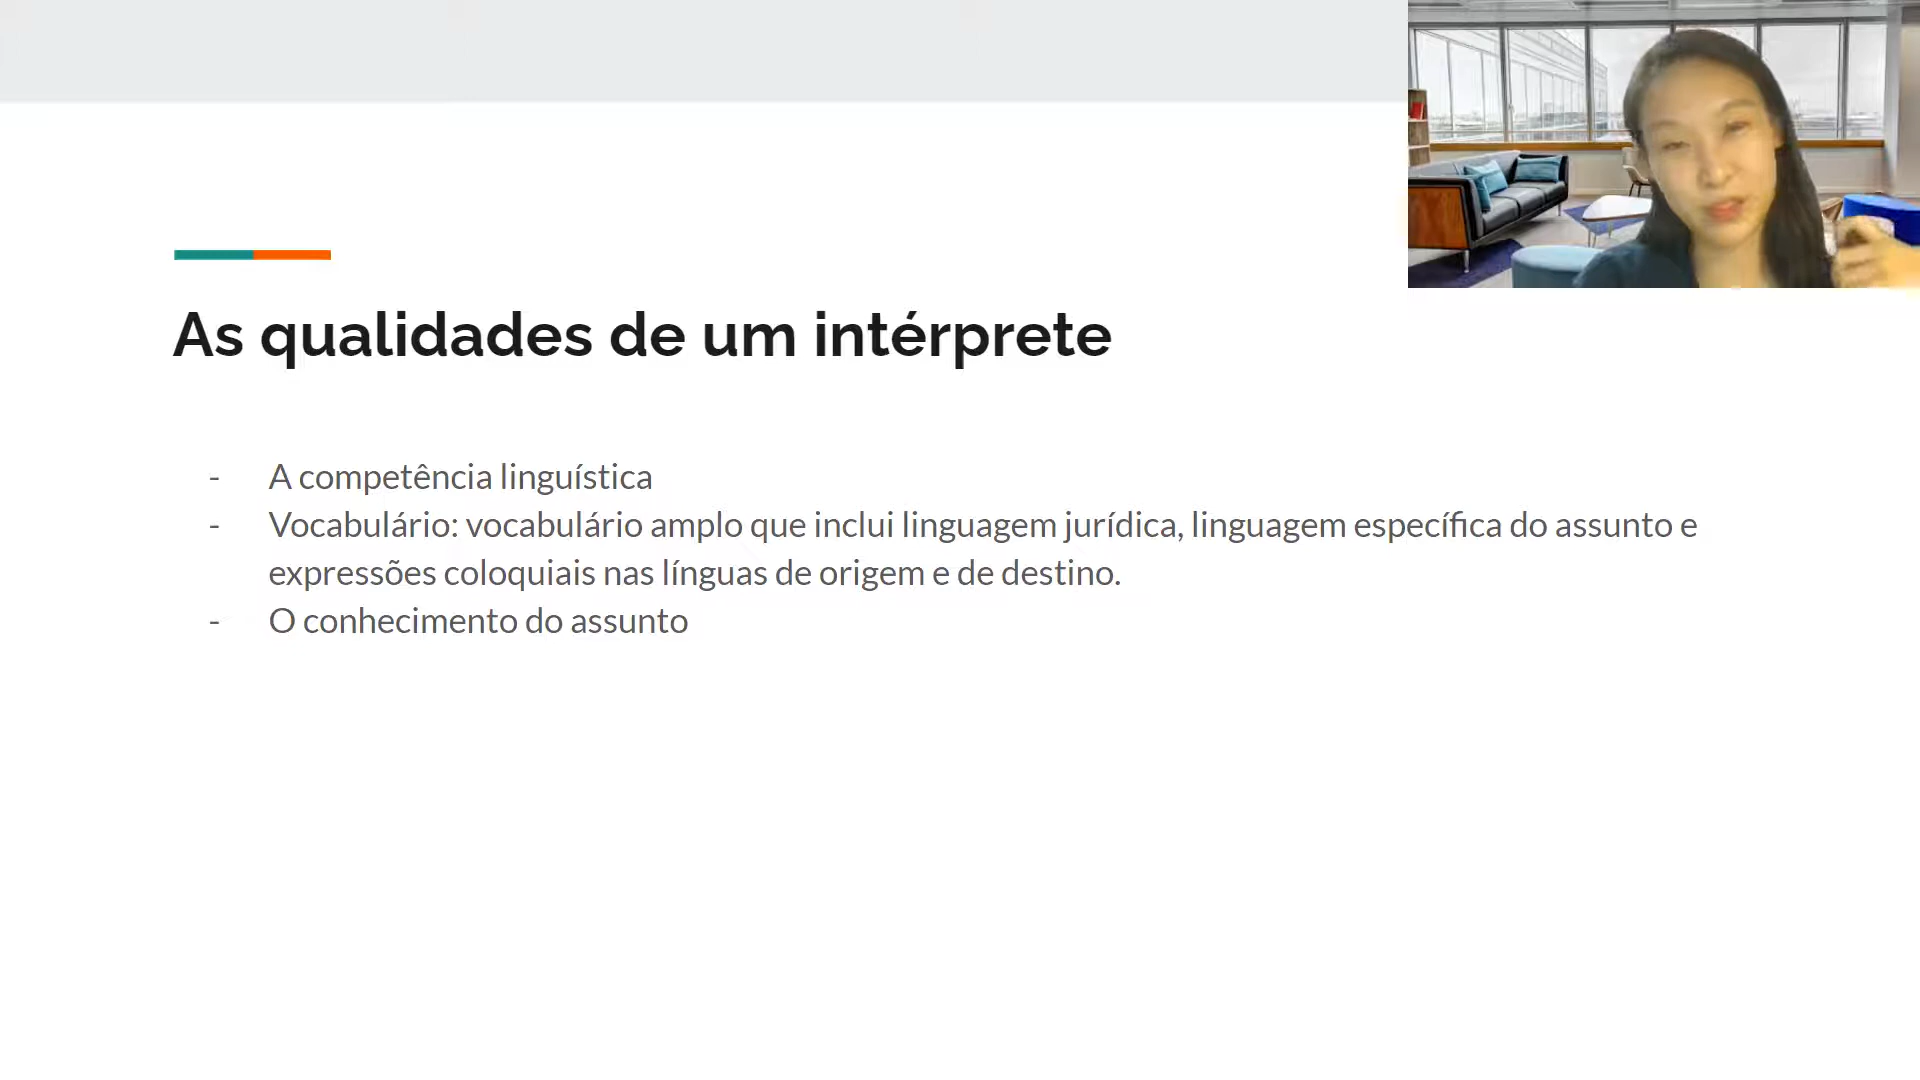 As qualidades de um intérprete
- A competência linguística
- Vocabulário: vocabulário amplo que inclui linguagem jurídica, linguagem específica do assunto e
expressões coloquiais nas línguas de origem e de destino.
- O conhecimento do assunto